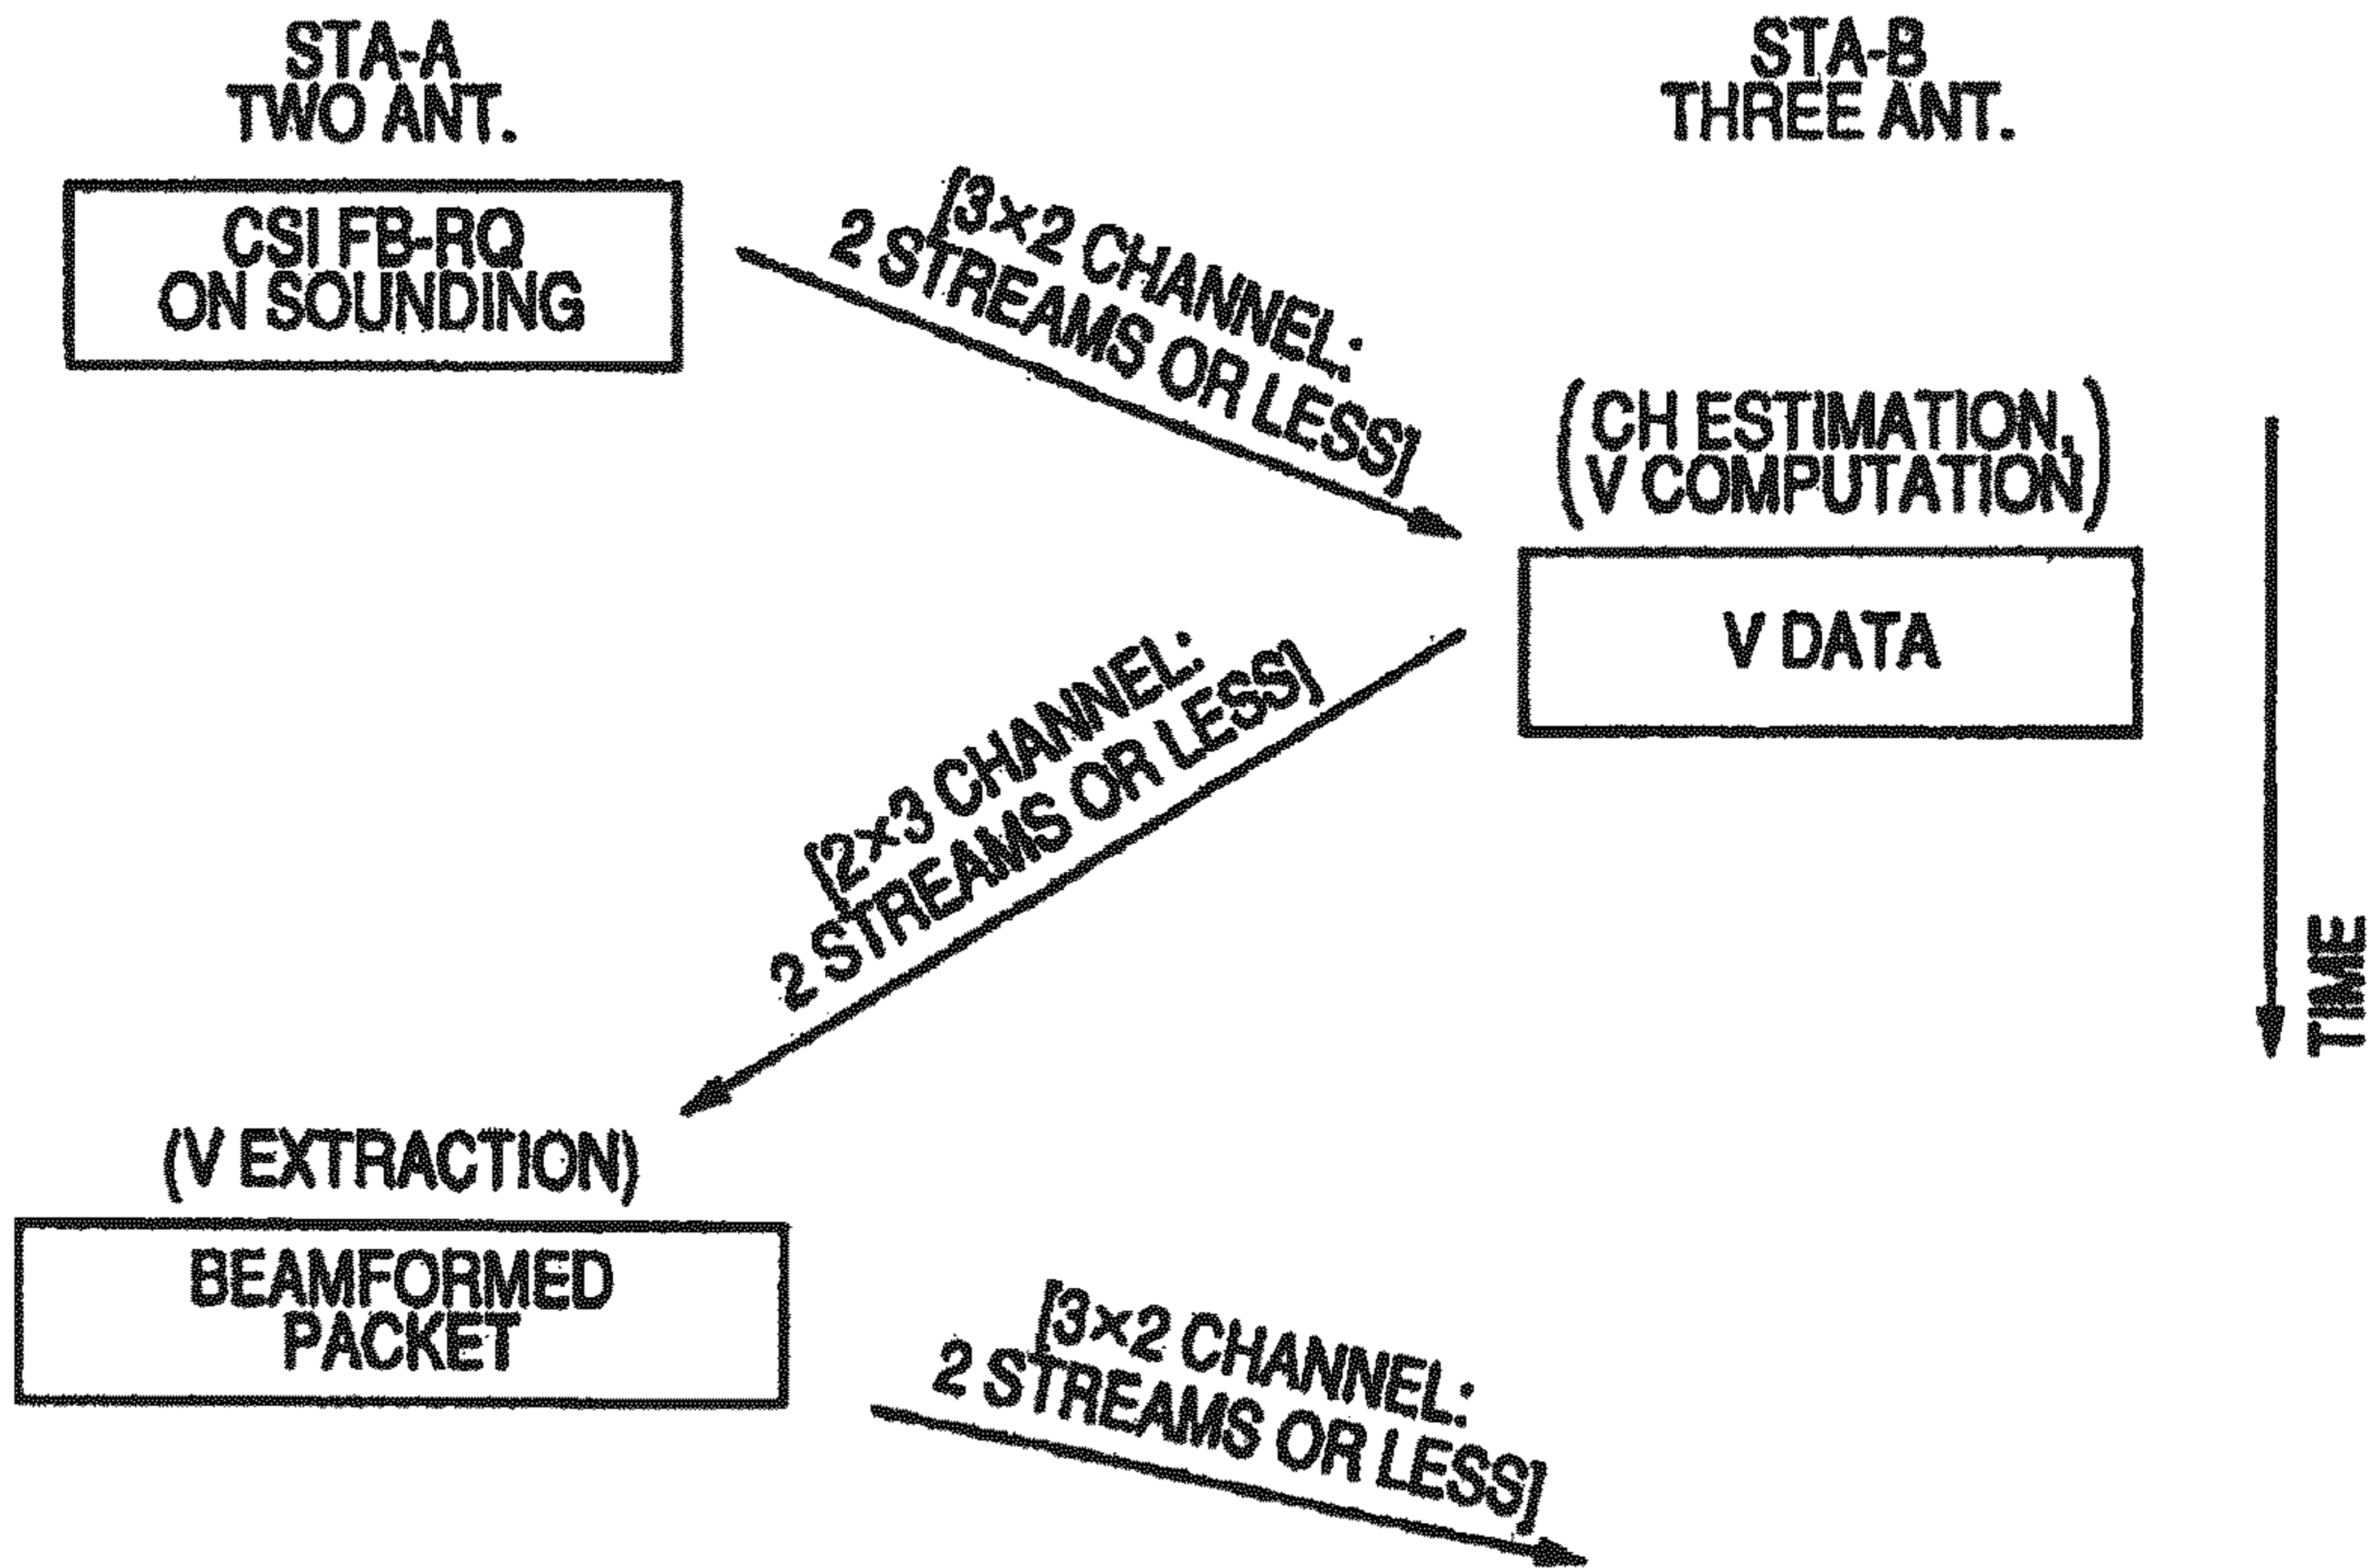 STA-A
TWO ANT.
STA-B
THREE ANT.
CSI FB-RQ
ON SOUNDING
[3×2 CHANNEL:
2 STREAMS OR LESS]
(CH ESTIMATION,
V COMPUTATION)
V DATA
[2×3 CHANNEL:
2 STREAMS OR LESS]
TIME
(V EXTRACTION)
BEAMFORMED
PACKET
[3×2 CHANNEL:
2 STREAMS OR LESS]